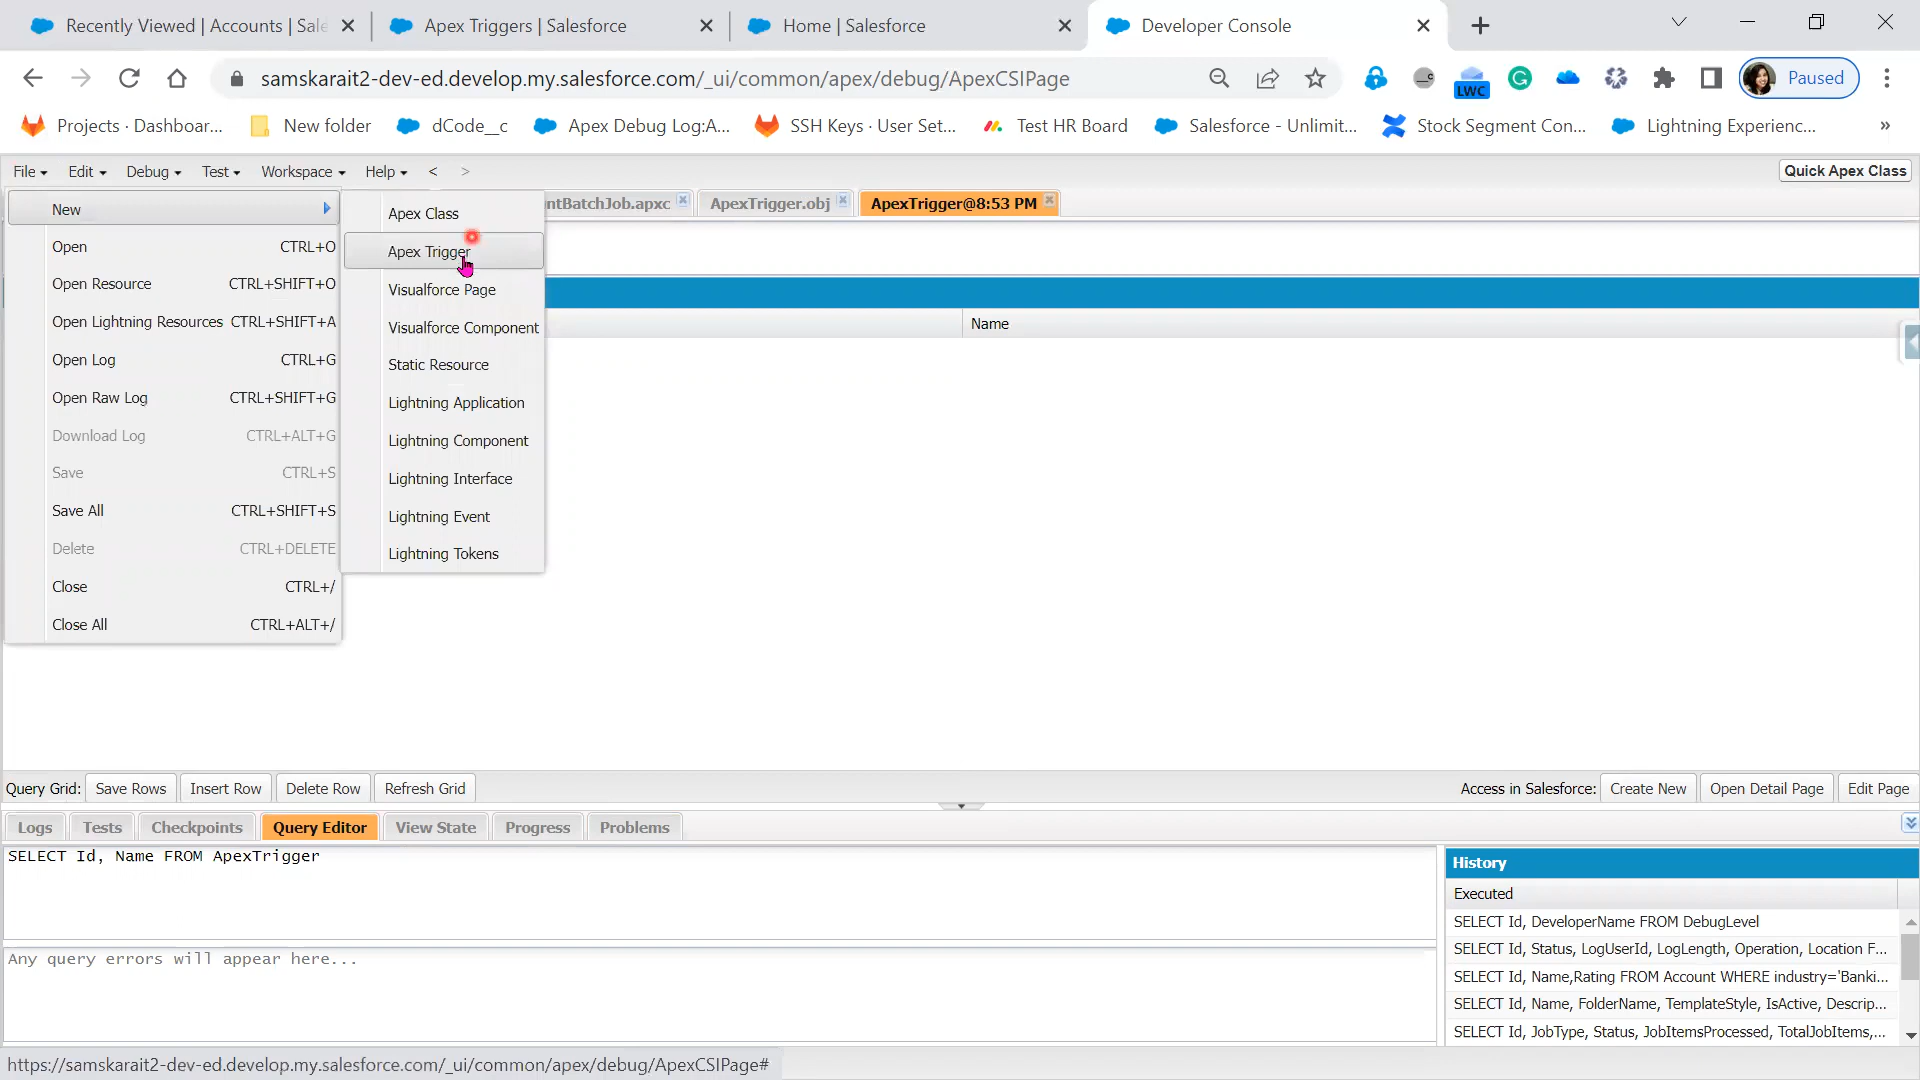 Recently Viewed | Accounts | Sale
Apex Triggers | Salesforce
Home | Salesforce
Developer Console
samskarait2-dev-ed.develop.my.salesforce.com/_ui/common/apex/debug/ApexCSIPage
LWC
Paused
Projects · Dashboar...
New folder
dCode__c
Apex Debug Log:A...
SSH Keys · User Set...
Test HR Board
Salesforce - Unlimit...
Stock Segment Con...
Lightning Experienc...
»
File
Edit
Debug
Test
Workspace
Help
<
>
Quick Apex Class
ntBatchJob.apxc
ApexTrigger.obj
ApexTrigger@8:53 PM
New
Open CTRL+O
Open Resource CTRL+SHIFT+O
Open Lightning Resources CTRL+SHIFT+A
Open Log CTRL+G
Open Raw Log CTRL+SHIFT+G
Download Log CTRL+ALT+G
Save CTRL+S
Save All CTRL+SHIFT+S
Delete CTRL+DELETE
Close CTRL+/
Close All CTRL+ALT+/
Apex Class
Apex Trigger
Visualforce Page
Visualforce Component
Static Resource
Lightning Application
Lightning Component
Lightning Interface
Lightning Event
Lightning Tokens
Name
Query Grid: Save Rows Insert Row Delete Row Refresh Grid
Access in Salesforce: Create New Open Detail Page Edit Page
Logs
Tests
Checkpoints
Query Editor
View State
Progress
Problems
SELECT Id, Name FROM ApexTrigger
Any query errors will appear here...
History
Executed
SELECT Id, DeveloperName FROM DebugLevel
SELECT Id, Status, LogUserId, LogLength, Operation, Location F...
SELECT Id, Name,Rating FROM Account WHERE industry='Banki...
SELECT Id, Name, FolderName, TemplateStyle, IsActive, Descrip...
SELECT Id, JobType, Status, JobItemsProcessed, TotalJobItems,...
https://samskarait2-dev-ed.develop.my.salesforce.com/_ui/common/apex/debug/ApexCSIPage#